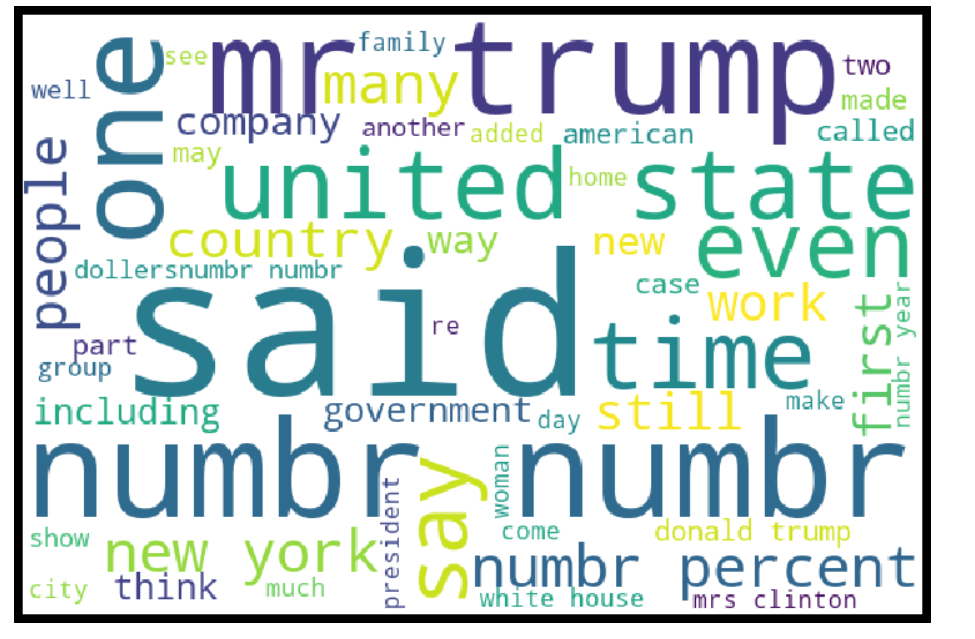 mr trump
one
see
family
many
two
well
made
company
another
added
american
called
people
may
united state
home
country
way
new
even
dollersnumbr numbr
case
work
said
first
numbr year
re
time
part
group
including
government
day
still
make
numbr numbr
say
woman
president
show
new york
come
donald trump
numbr percent
city
think
much
white house
mrs clinton